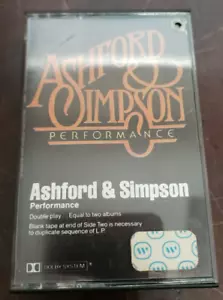 ASHFORD
& SIMPSON
PERFORMANCE
Ashford & Simpson
Performance
Double play Equal to two albums
Blank tape at end of Side Two is necessary
to duplicate sequence of L.P.
DOLBY SYSTEM